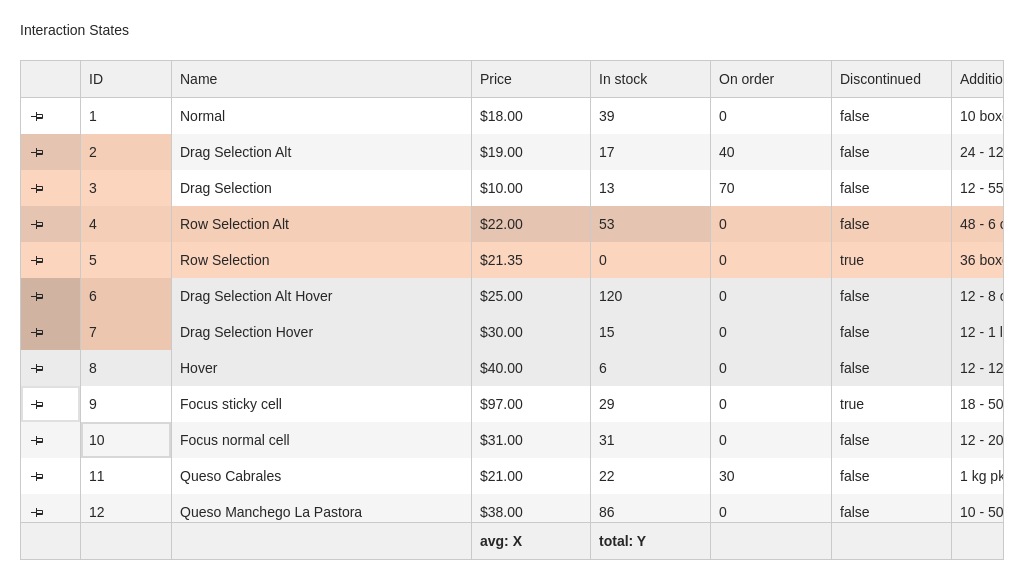 Interaction States
ID Name Price In stock On order Discontinued Additio
1 Normal $18.00 39 0 false 10 box
2 Drag Selection Alt $19.00 17 40 false 24 - 12
3 Drag Selection $10.00 13 70 false 12 - 55
4 Row Selection Alt $22.00 53 0 false 48 - 6
5 Row Selection $21.35 0 0 true 36 box
6 Drag Selection Alt Hover $25.00 120 0 false 12 - 8
7 Drag Selection Hover $30.00 15 0 false 12 - 1
8 Hover $40.00 6 0 false 12 - 12
9 Focus sticky cell $97.00 29 0 true 18 - 50
10 Focus normal cell $31.00 31 0 false 12 - 20
11 Queso Cabrales $21.00 22 30 false 1 kg pk
12 Queso Manchego La Pastora $38.00 86 0 false 10 - 50
avg: X total: Y